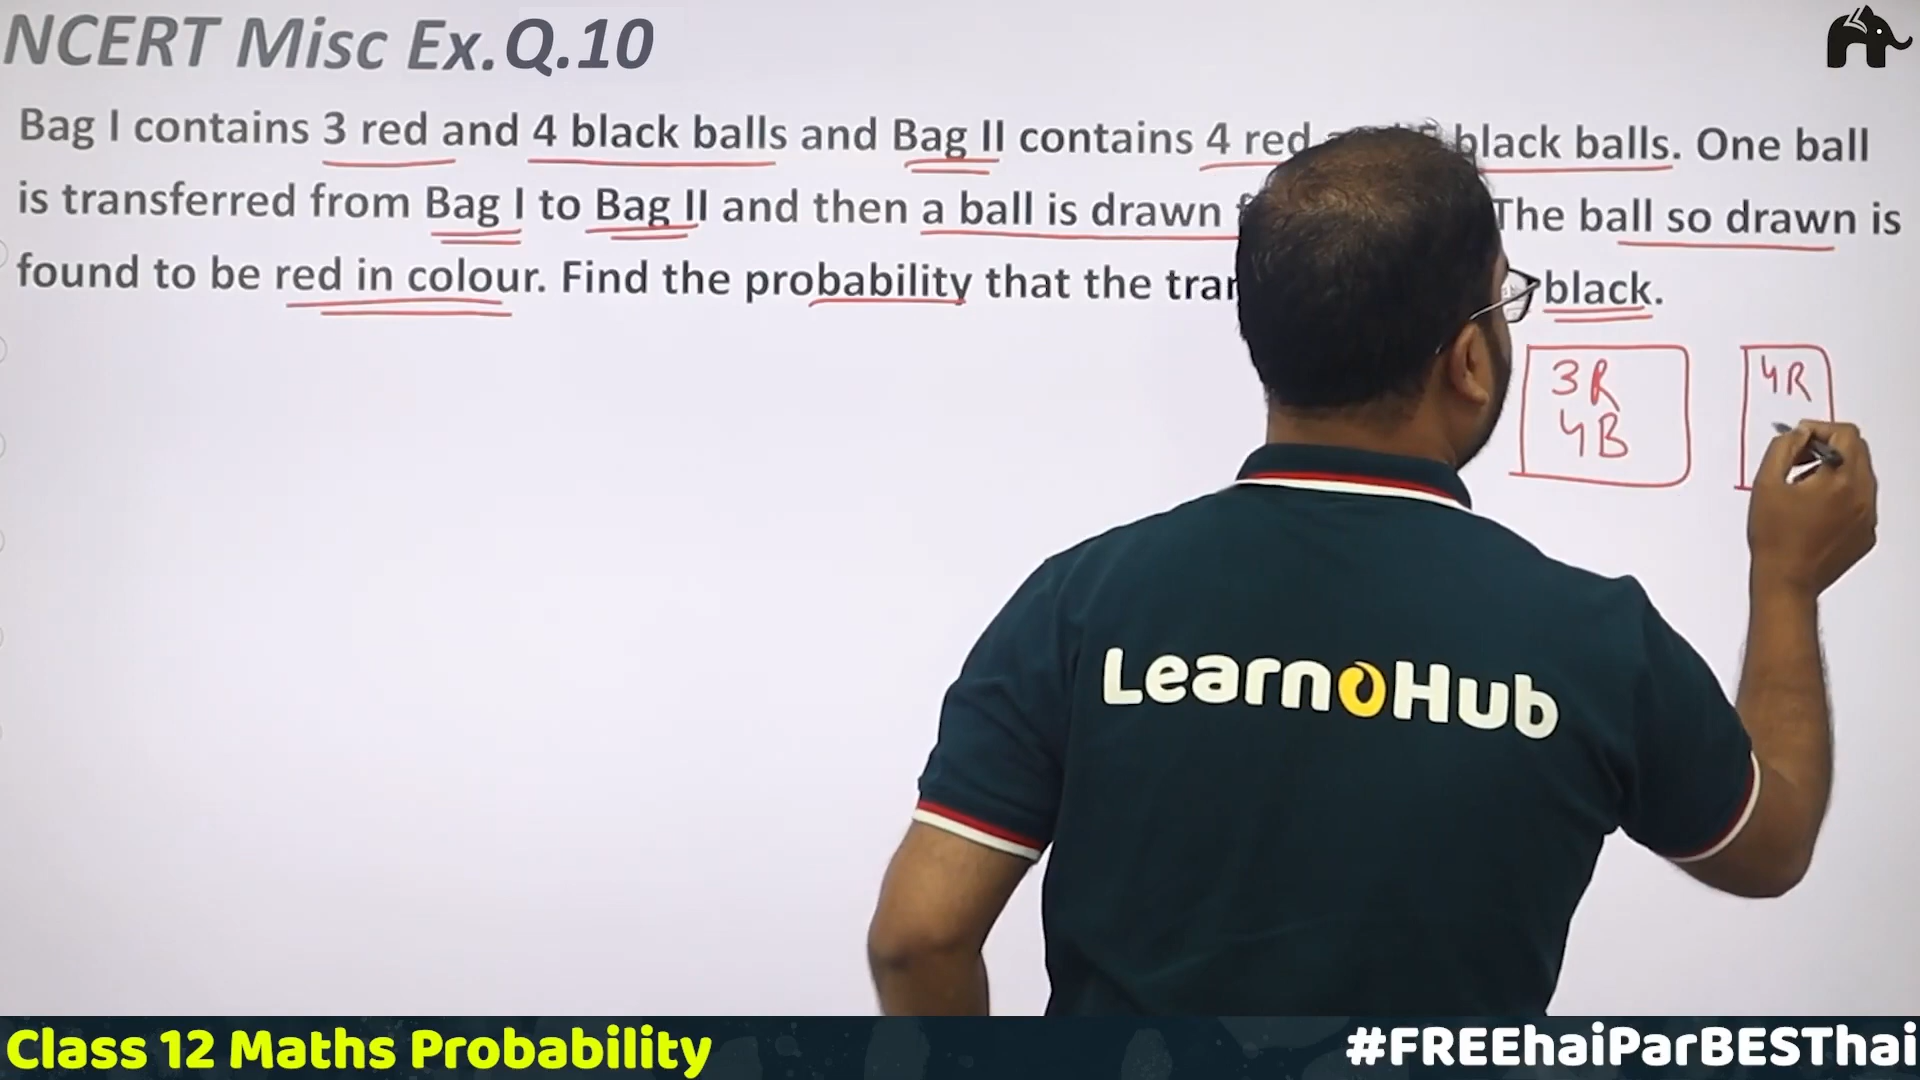 NCERT Misc Ex.Q.10
Bag I contains 3 red and 4 black balls and Bag II contains 4 red black balls. One ball
is transferred from Bag I to Bag II and then a ball is drawn The ball so drawn is
found to be red in colour. Find the probability that the black.
3R
4B
4R
LearnoHub
Class 12 Maths Probability
#FREEhaiParBESThai